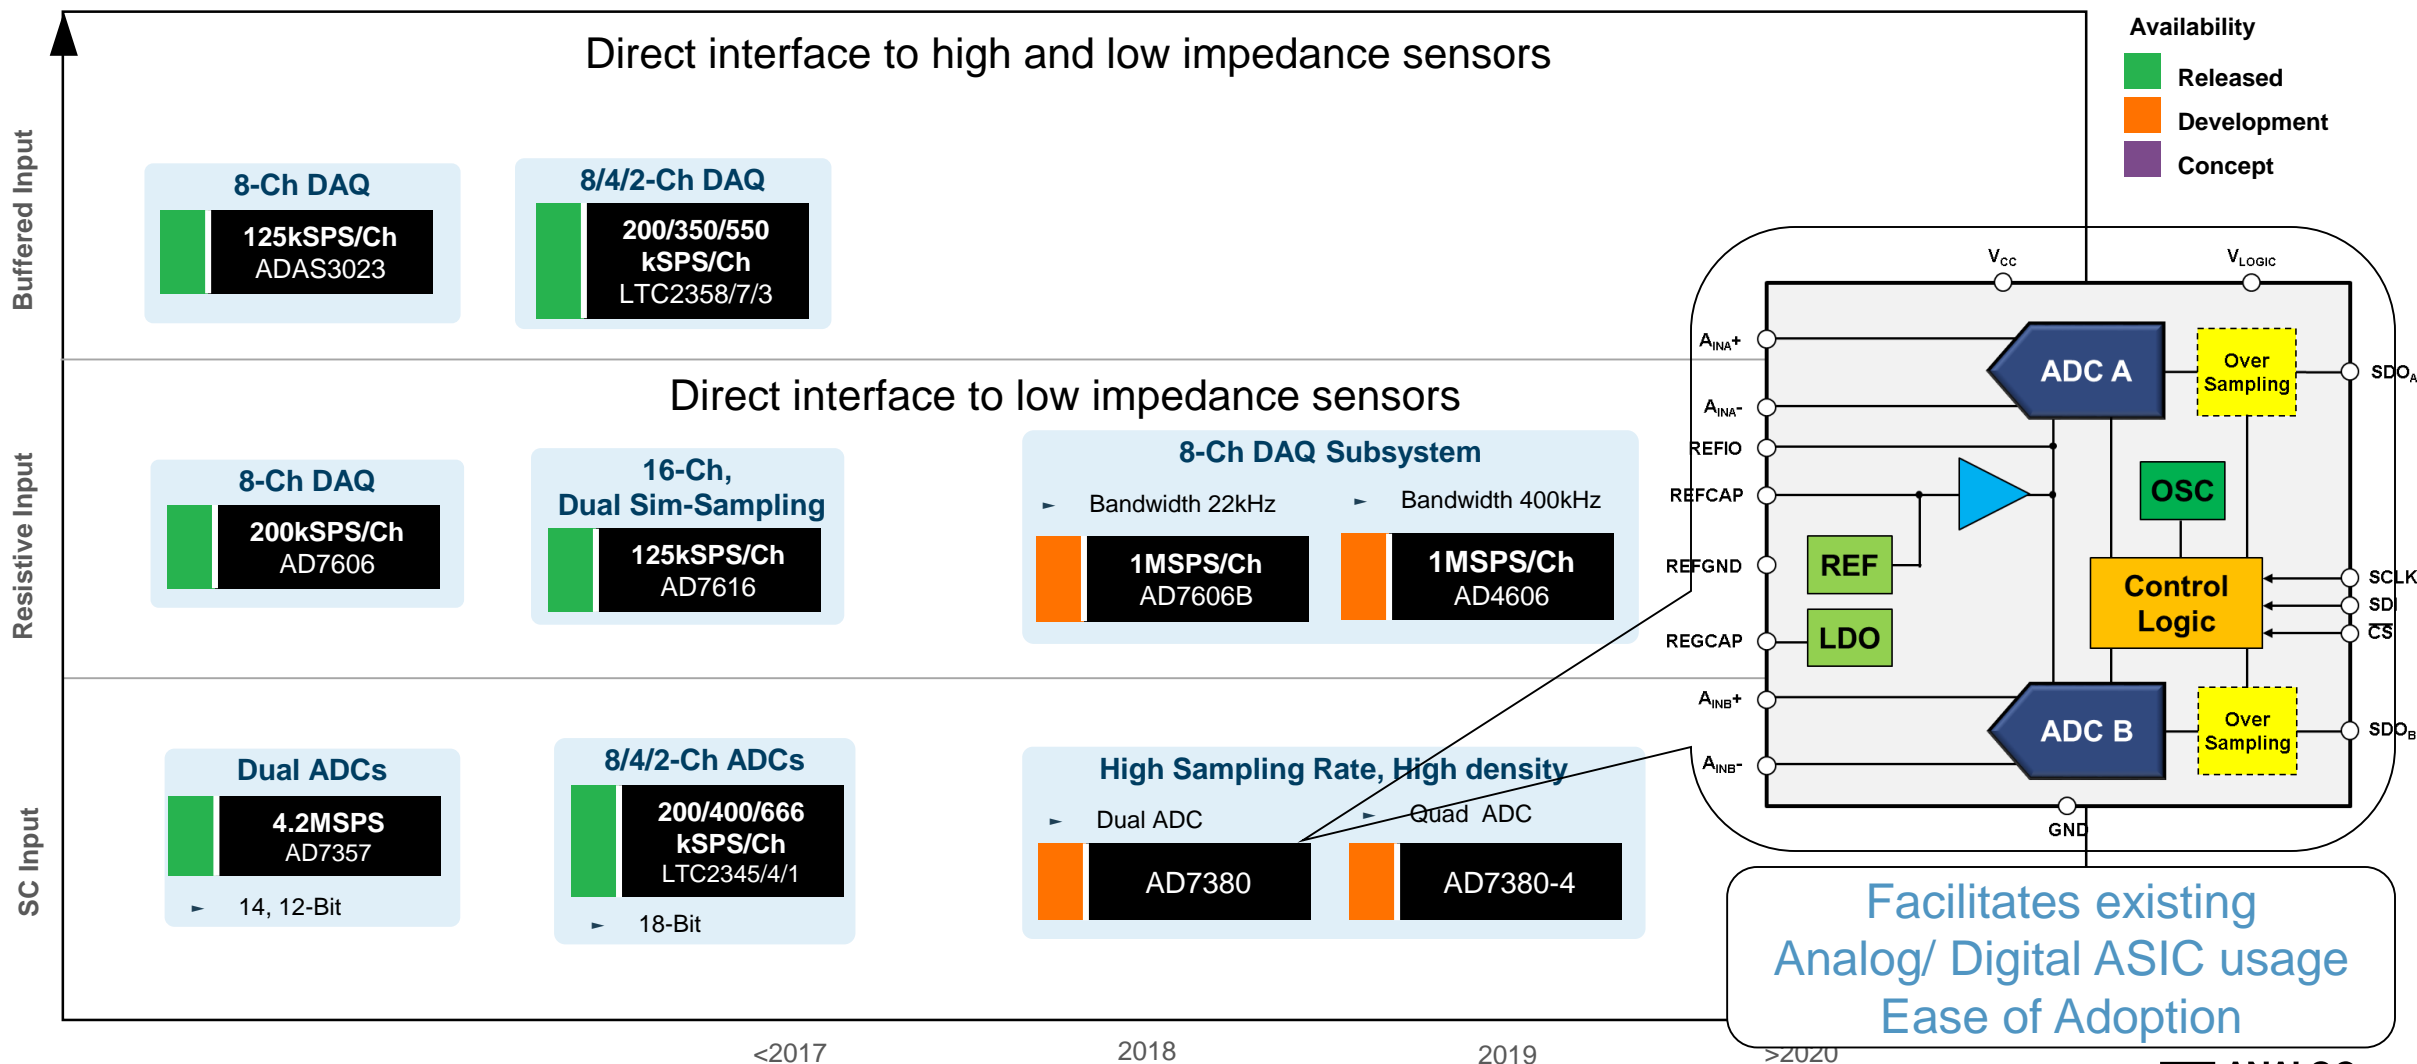 Direct interface to high and low impedance sensors
Availability
Released
Development
Concept
Buffered Input
8-Ch DAQ
125kSPS/Ch
ADAS3023
8/4/2-Ch DAQ
200/350/550
kSPS/Ch
LTC2358/7/3
Direct interface to low impedance sensors
Resistive Input
8-Ch DAQ
200kSPS/Ch
AD7606
16-Ch,
Dual Sim-Sampling
125kSPS/Ch
AD7616
8-Ch DAQ Subsystem
► Bandwidth 22kHz
► Bandwidth 400kHz
1MSPS/Ch
AD7606B
1MSPS/Ch
AD4606
SC Input
Dual ADCs
4.2MSPS
AD7357
► 14, 12-Bit
8/4/2-Ch ADCs
200/400/666
kSPS/Ch
LTC2345/4/1
► 18-Bit
High Sampling Rate, High density
► Dual ADC
► Quad ADC
AD7380
AD7380-4
VCC
VLOGIC
AINA+
AINA-
REFIO
REFCAP
REFGND
REGCAP
AINB+
AINB-
GND
ADC A
Over
Sampling
SDOA
OSC
REF
LDO
Control
Logic
SCLK
SDI
CS
ADC B
Over
Sampling
SDOB
Facilitates existing
Analog/ Digital ASIC usage
Ease of Adoption
<2017
2018
2019
>2020
ANALOG